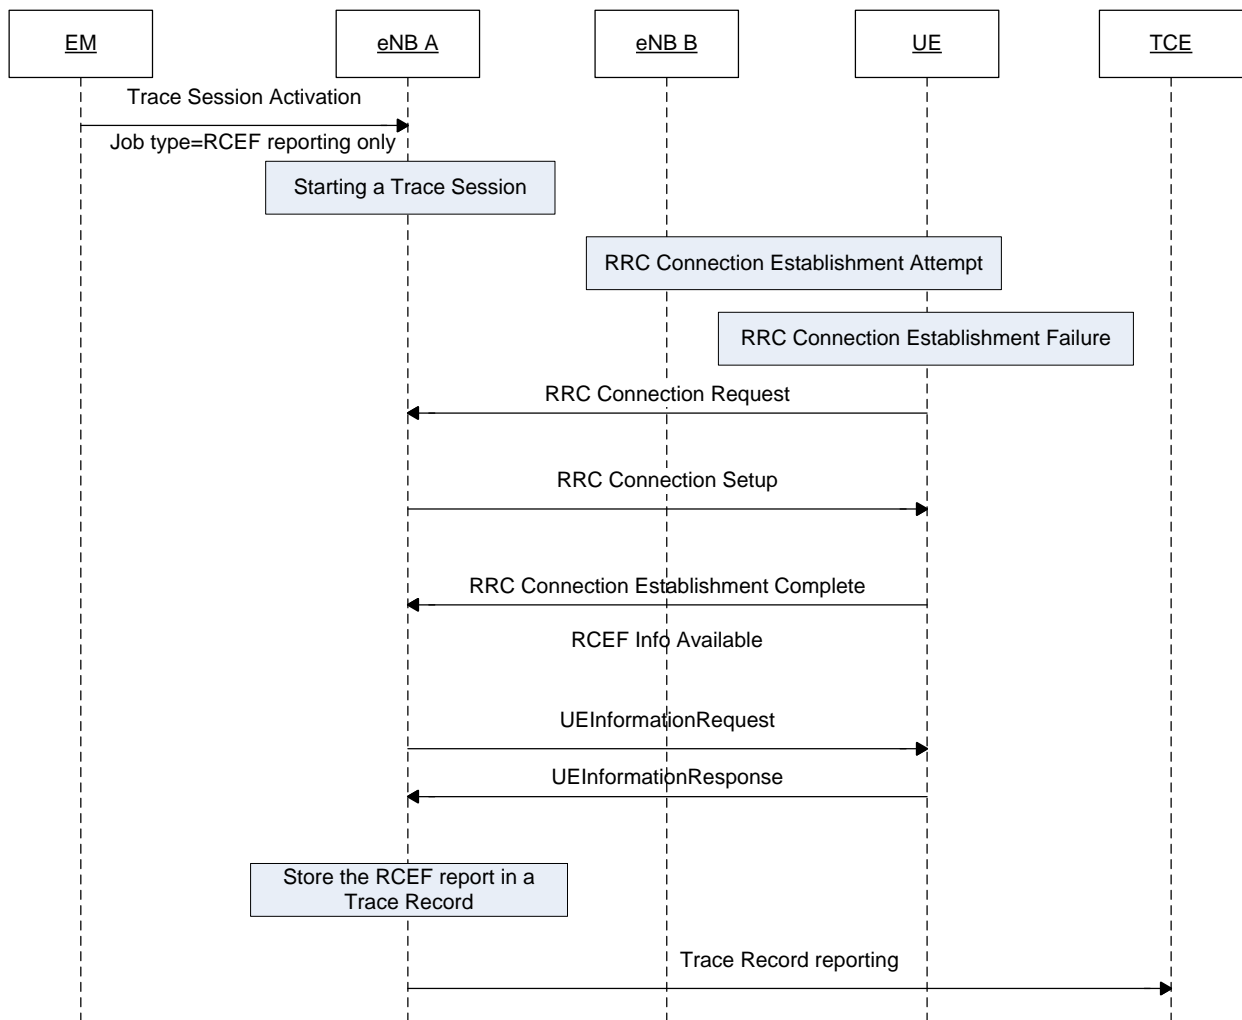 EM
eNB A
eNB B
UE
TCE
Trace Session Activation
Job type=RCEF reporting only
Starting a Trace Session
RRC Connection Establishment Attempt
RRC Connection Establishment Failure
RRC Connection Request
RRC Connection Setup
RRC Connection Establishment Complete
RCEF Info Available
UEInformationRequest
UEInformationResponse
Store the RCEF report in a
Trace Record
Trace Record reporting